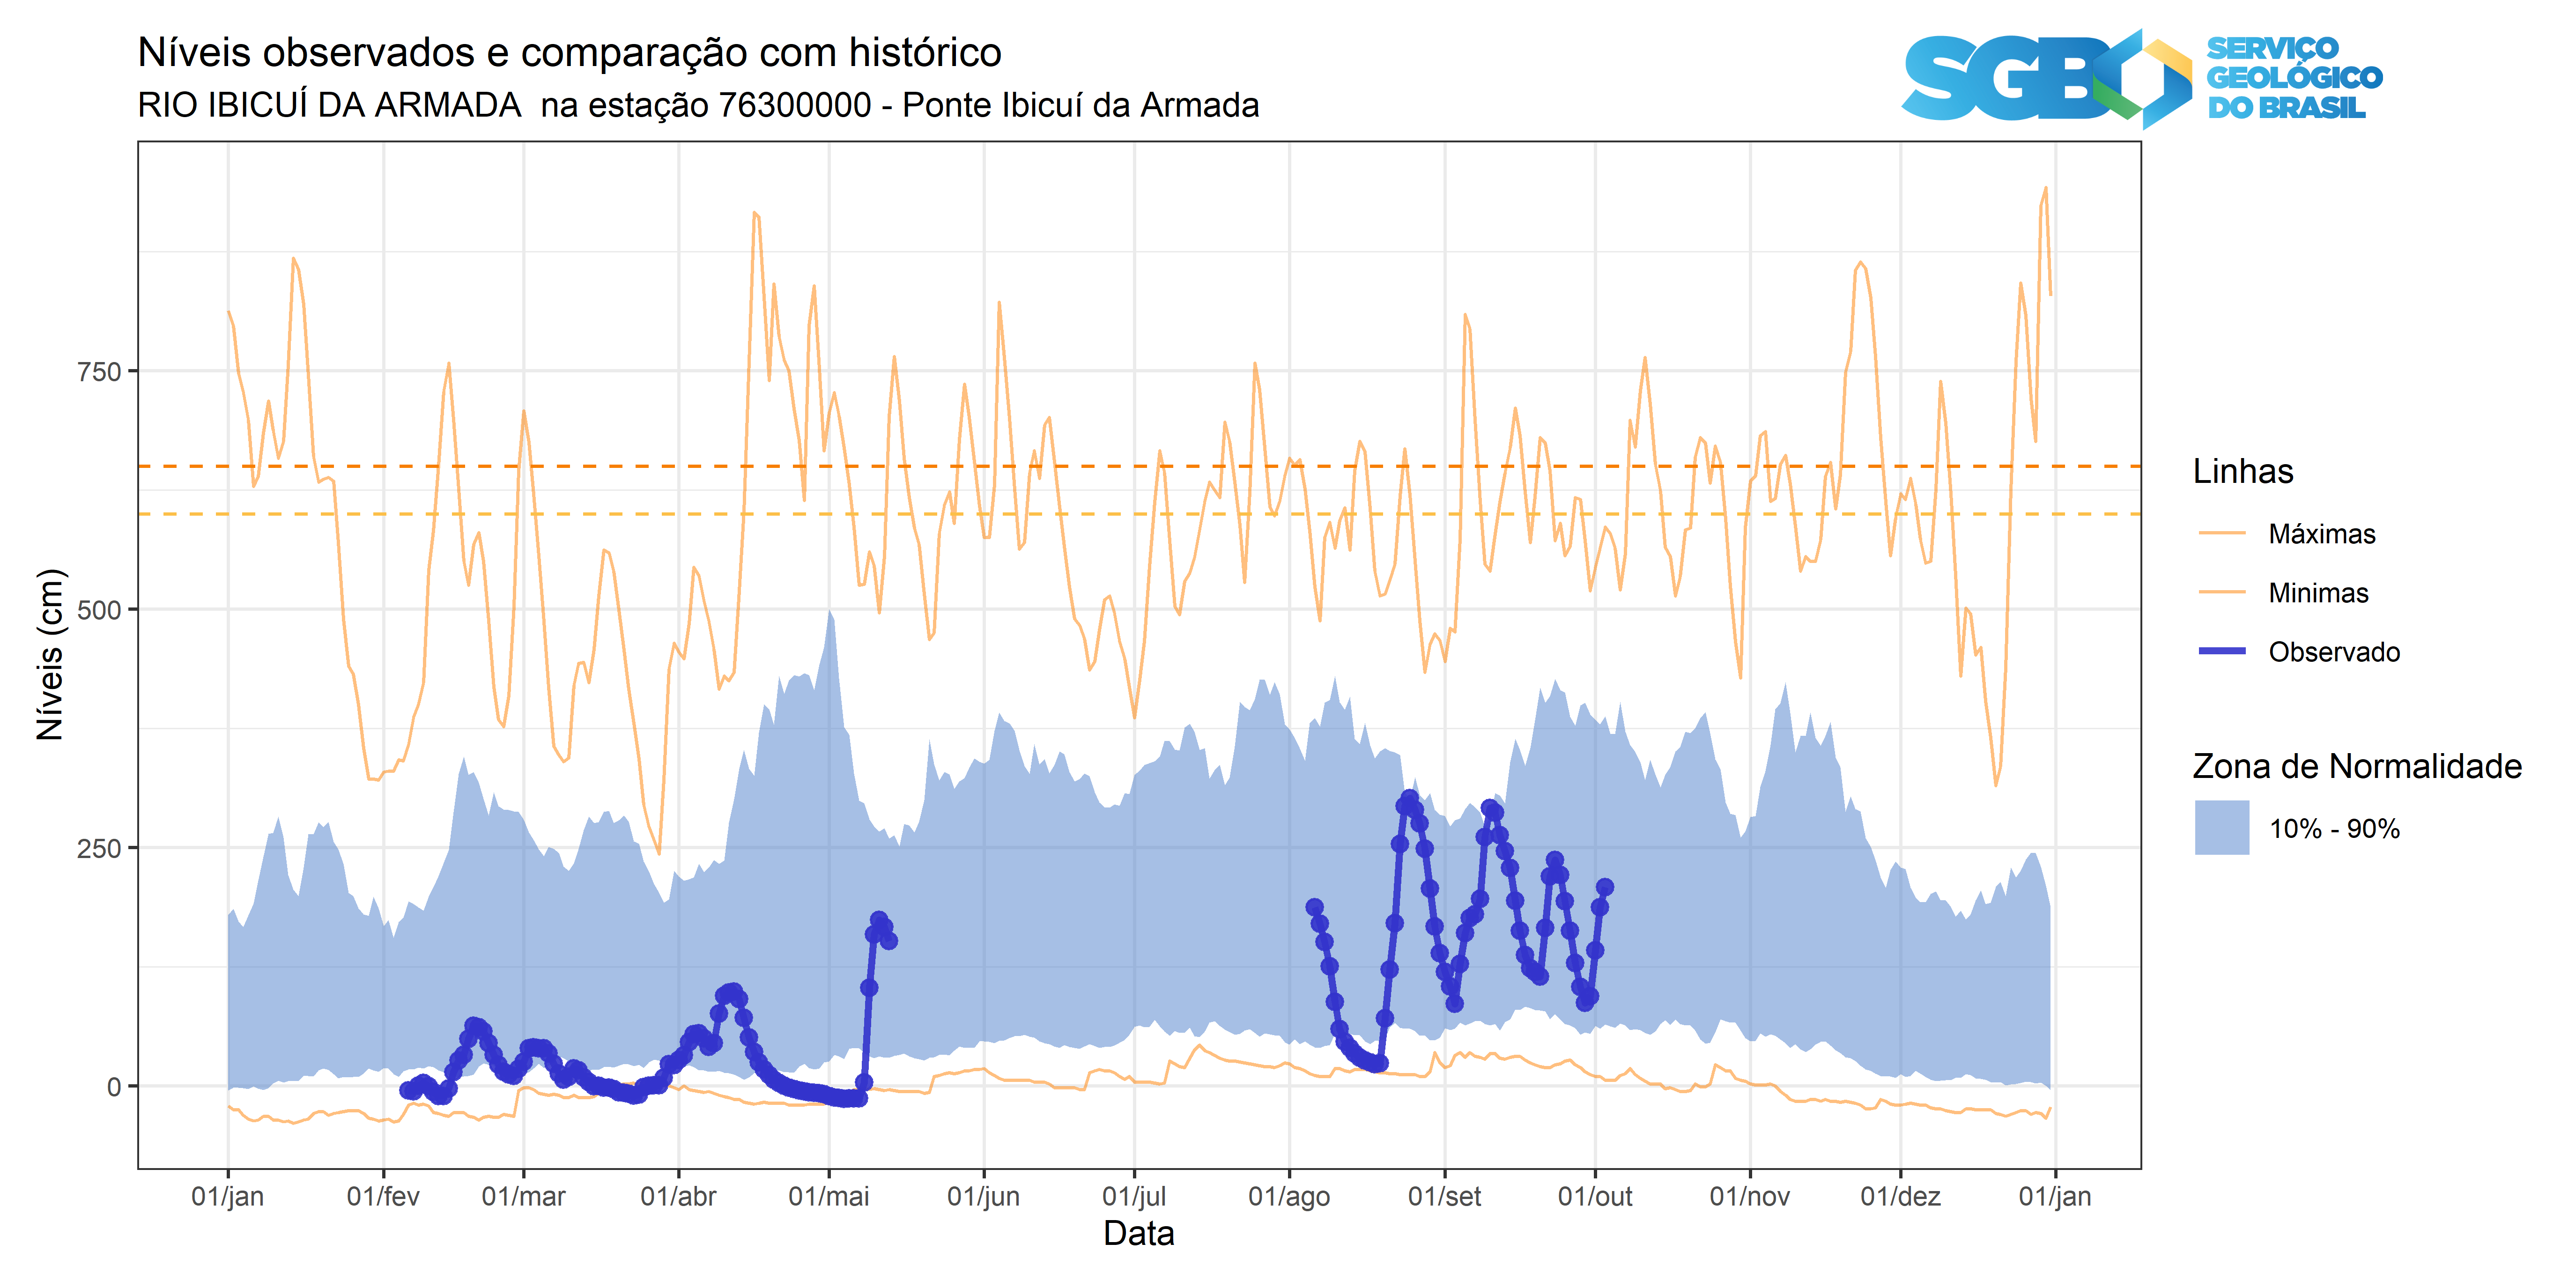 Níveis observados e comparação com histórico
RIO IBICUÍ DA ARMADA  na estação 76300000 - Ponte Ibicuí da Armada
SGB
SERVIÇO
GEOLÓGICO
DO BRASIL
Níveis (cm)
750
500
250
0
01/jan
01/fev
01/mar
01/abr
01/mai
01/jun
01/jul
01/ago
01/set
01/out
01/nov
01/dez
01/jan
Data
Linhas
Máximas
Minimas
Observado
Zona de Normalidade
10% - 90%